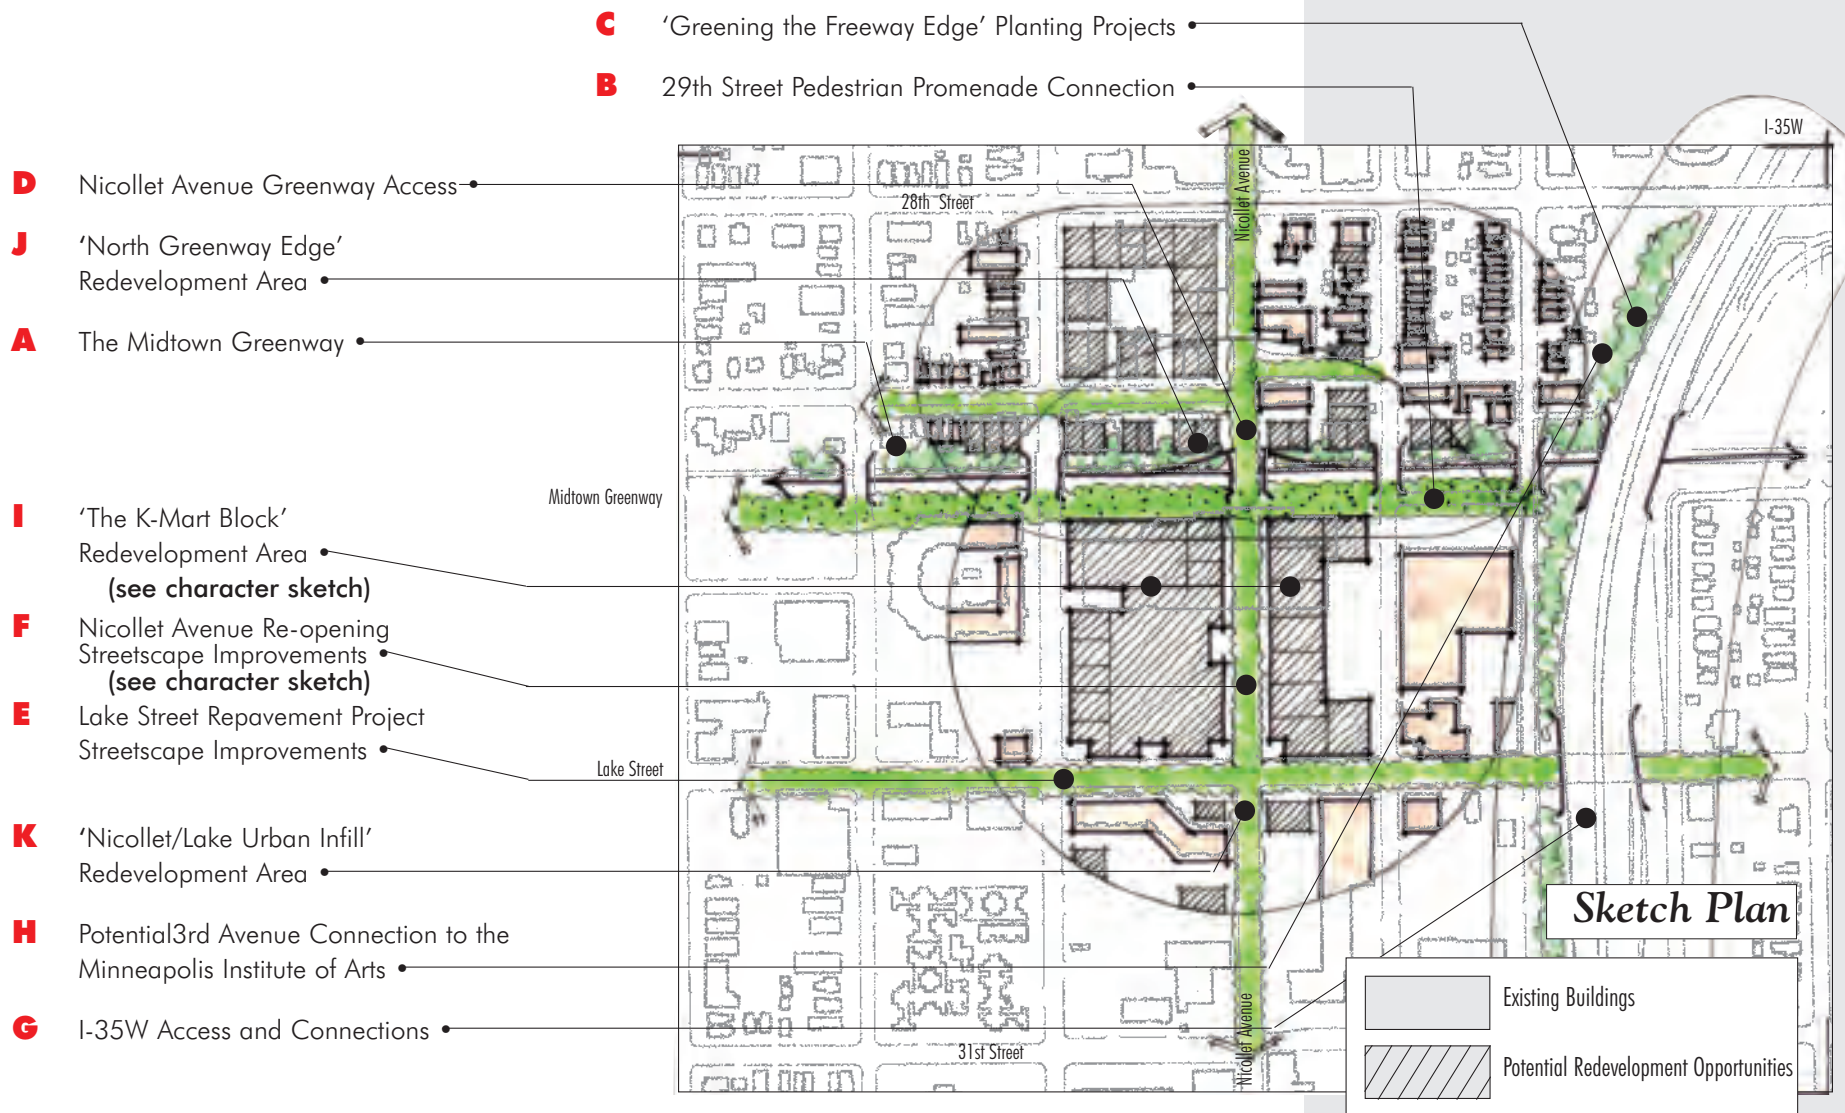 C 'Greening the Freeway Edge' Planting Projects
B 29th Street Pedestrian Promenade Connection
I-35W
D Nicollet Avenue Greenway Access
28th Street
Nicollet Avenue
J 'North Greenway Edge'
Redevelopment Area
A The Midtown Greenway
Midtown Greenway
I 'The K-Mart Block'
Redevelopment Area
(see character sketch)
F Nicollet Avenue Re-opening
Streetscape Improvements
(see character sketch)
E Lake Street Repavement Project
Streetscape Improvements
Lake Street
K 'Nicollet/Lake Urban Infill'
Redevelopment Area
H Potential3rd Avenue Connection to the
Minneapolis Institute of Arts
G I-35W Access and Connections
31st Street
Nicollet Avenue
Sketch Plan
Existing Buildings
Potential Redevelopment Opportunities